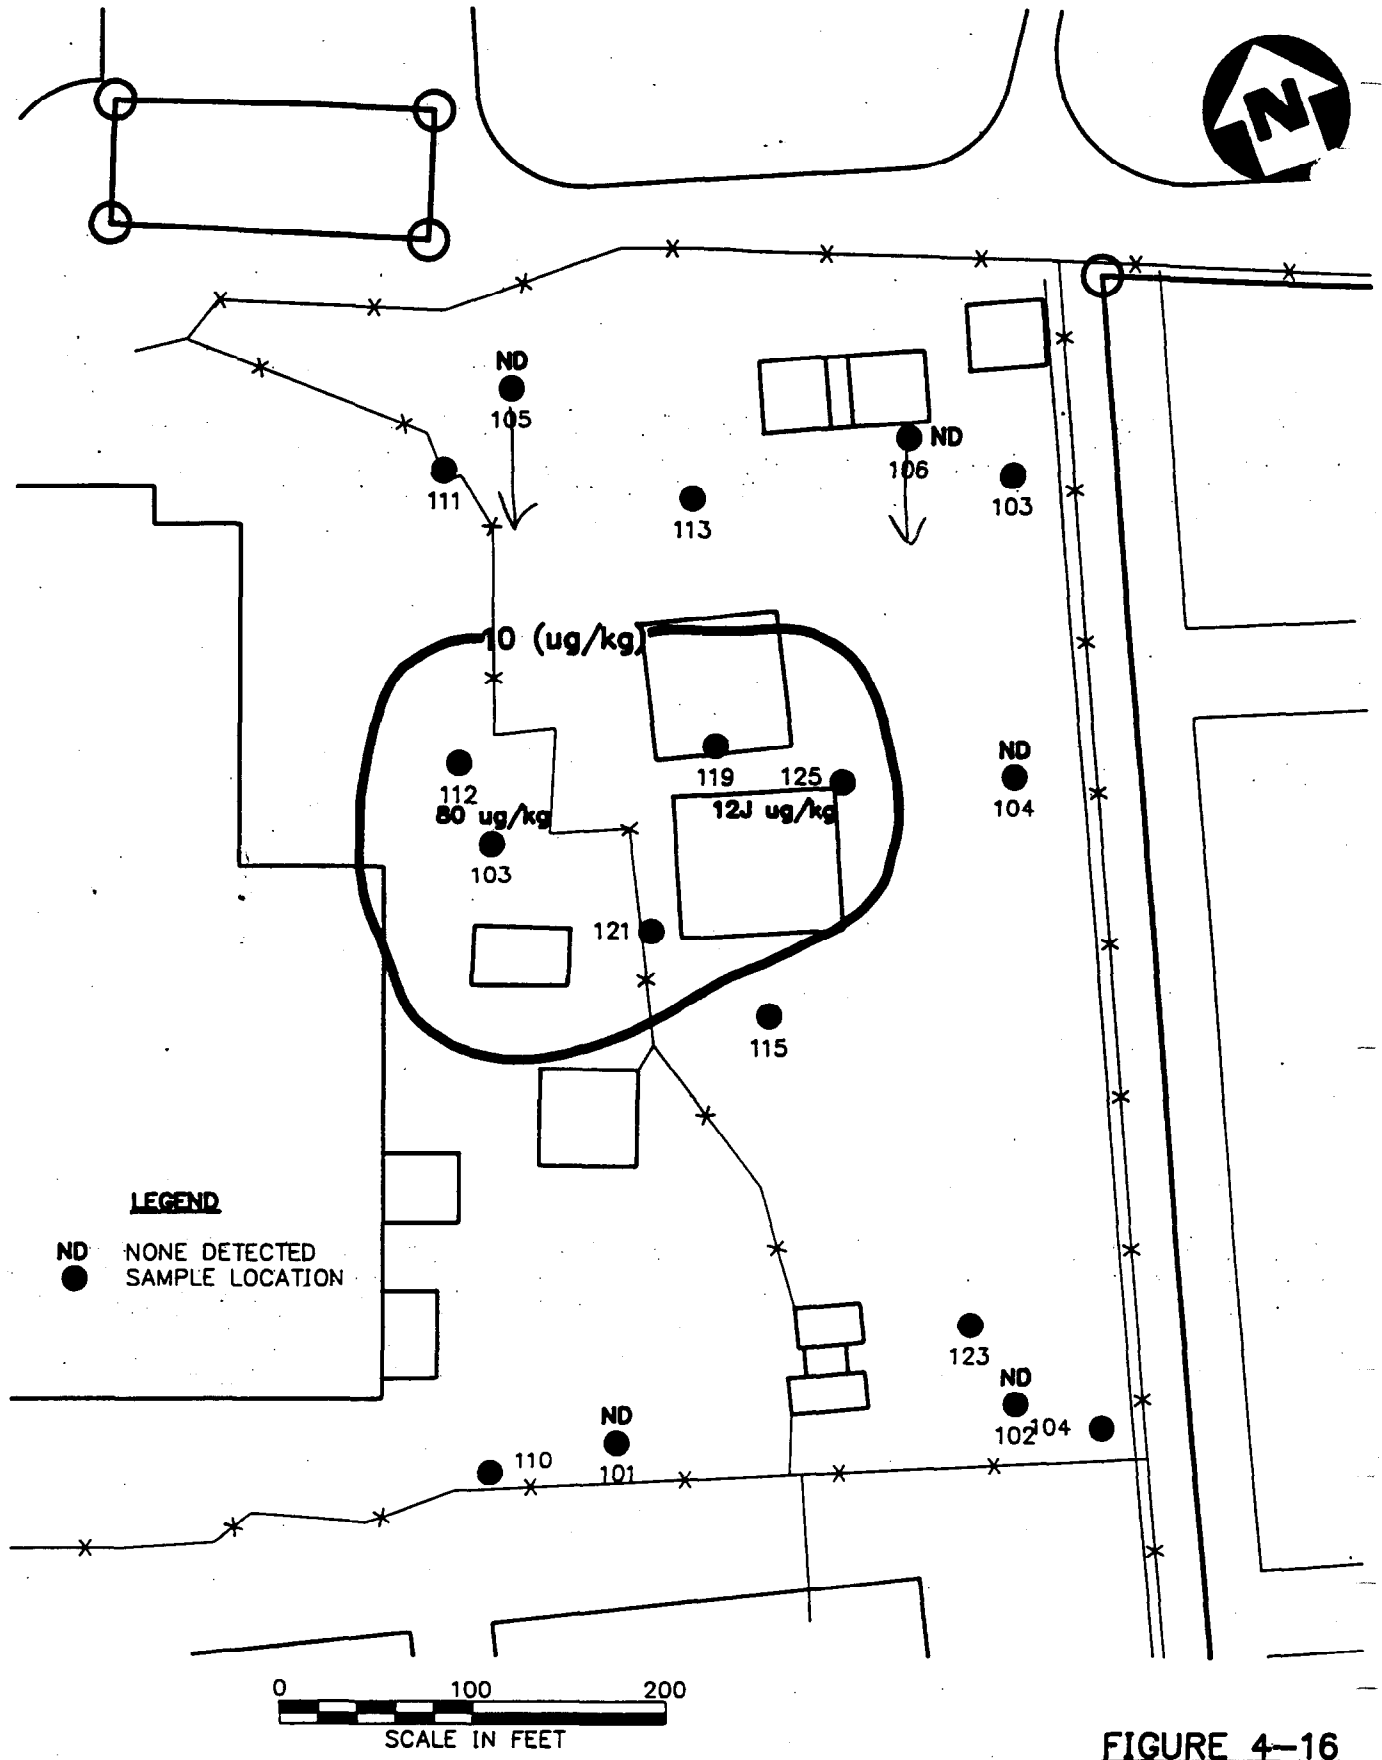 N
ND
105
ND
106
111
113
103
10 (ug/kg)
ND
104
119
125
112
80 ug/kg
12J ug/kg
103
121
115
LEGEND
ND NONE DETECTED
SAMPLE LOCATION
123
ND
102
104
ND
101
110
0 100 200
SCALE IN FEET
FIGURE 4-16